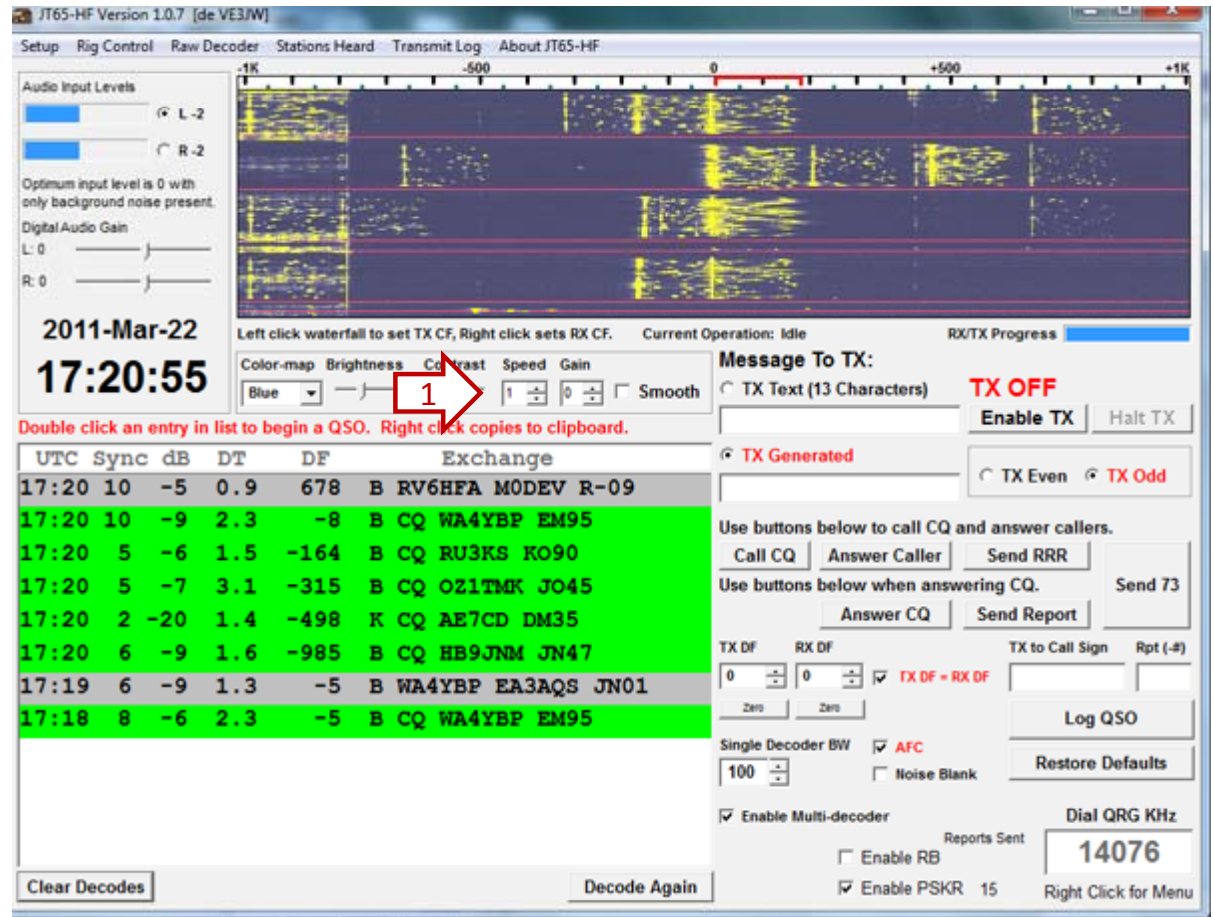 JT65-HF Version 1.0.7 [de VE3JW]
Setup Rig Control Raw Decoder Stations Heard Transmit Log About JT65-HF
-1K -500 0 +500 +1K
Audio Input Levels
L -2
R -2
Optimum input level is 0 with
only background noise present.
Digital Audio Gain
L: 0
R: 0
2011-Mar-22
17:20:55
Left click waterfall to set TX CF, Right click sets RX CF. Current Operation: Idle RX/TX Progress
Color-map Brightness Contrast Speed Gain
Blue 1 1 0 Smooth
Double click an entry in list to begin a QSO. Right click copies to clipboard.
UTC Sync dB DT DF Exchange
17:20 10 -5 0.9 678 B RV6HFA M0DEV R-09
17:20 10 -9 2.3 -8 B CQ WA4YBP EM95
17:20 5 -6 1.5 -164 B CQ RU3KS KO90
17:20 5 -7 3.1 -315 B CQ OZ1TMK JO45
17:20 2 -20 1.4 -498 K CQ AE7CD DM35
17:20 6 -9 1.6 -985 B CQ HB9JNM JN47
17:19 6 -9 1.3 -5 B WA4YBP EA3AQS JN01
17:18 8 -6 2.3 -5 B CQ WA4YBP EM95
Clear Decodes Decode Again
Message To TX:
TX Text (13 Characters) TX OFF
Enable TX Halt TX
TX Generated
TX Even TX Odd
Use buttons below to call CQ and answer callers.
Call CQ Answer Caller Send RRR
Use buttons below when answering CQ. Send 73
Answer CQ Send Report
TX DF RX DF TX to Call Sign Rpt (-#)
0 0 TX DF = RX DF
Zero Zero
Log QSO
Single Decoder BW AFC
100 Noise Blank Restore Defaults
Enable Multi-decoder Dial QRG KHz
Reports Sent
Enable RB 14076
Enable PSKR 15 Right Click for Menu